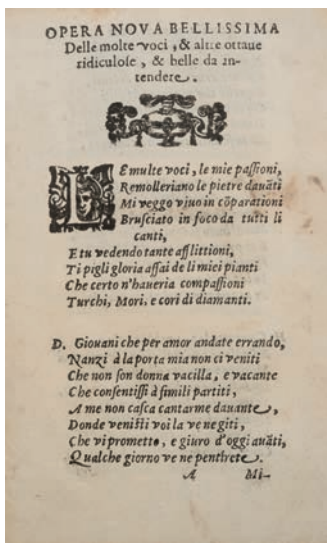 OPERA NOVA BELLISSIMA
Delle molte voci, & altre ottaue
ridiculose, & belle da in-
tendere.
DE multe voci, le mie passioni,
Remolleriano le pietre dauāti
Mi veggo viuo in cōparationi
Brusciato in foco da tutti li
canti,
E tu vedendo tante afflittioni,
Ti pigli gloria assai de li miei pianti
Che certo n'haueria compassioni
Turchi, Mori, e cori di diamanti.
D. Giouani che per amor andate errando,
Nanzi à la porta mia non ci veniti
Che non son donna vacilla, e vacante
Che consentissi à simili partiti,
A me non casca cantarme dauante,
Donde venisti voi la ve ne giti,
Che vi prometto, e giuro d'oggi auāti,
Qualche giorno ve ne pentirete.
A Mi-